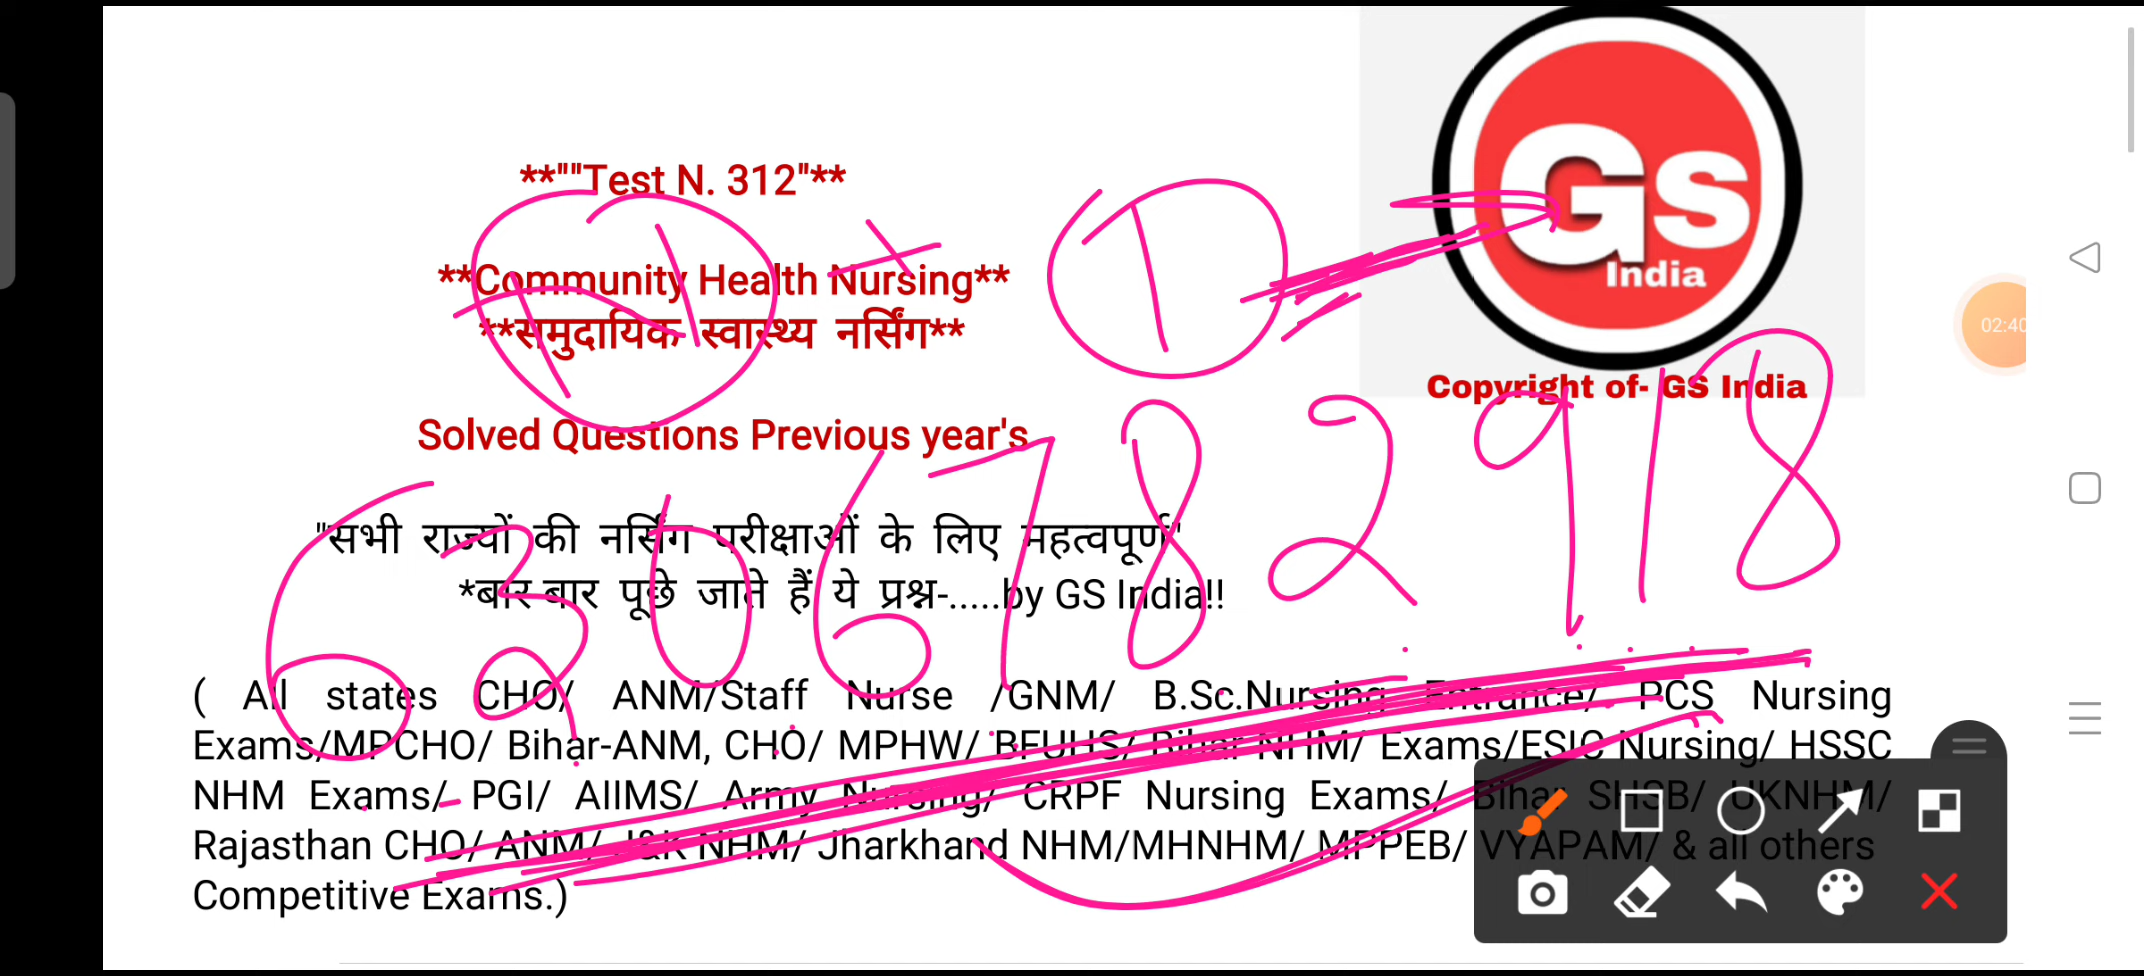 **""Test N. 312"**
**Community Health Nursing**
**समुदायिक स्वास्थ्य नर्सिंग**
Solved Questions Previous year's
GS
India
Copyright of- GS India
02:40
6306782918
"सभी राज्यों की नर्सिंग परीक्षाओं के लिए महत्वपूर्ण"
*बार-बार पूछे जाते हैं ये प्रश्न-.....by GS India!!
( All states CHO/ ANM/Staff Nurse /GNM/ B.Sc.Nursing Entrance/ PCS Nursing
Exams/MPCHO/ Bihar-ANM, CHO/ MPHW/ BFUHS/ Bihar NHM/ Exams/ESIC Nursing/ HSSC
NHM Exams/ PGI/ AIIMS/ Army Nursing/ CRPF Nursing Exams/ Bihar SHSB/ UKNHM/
Rajasthan CHO/ ANM/ J&K NHM/ Jharkhand NHM/MHNHM/ MPPEB/ VYAPAM/ & all others
Competitive Exams.)